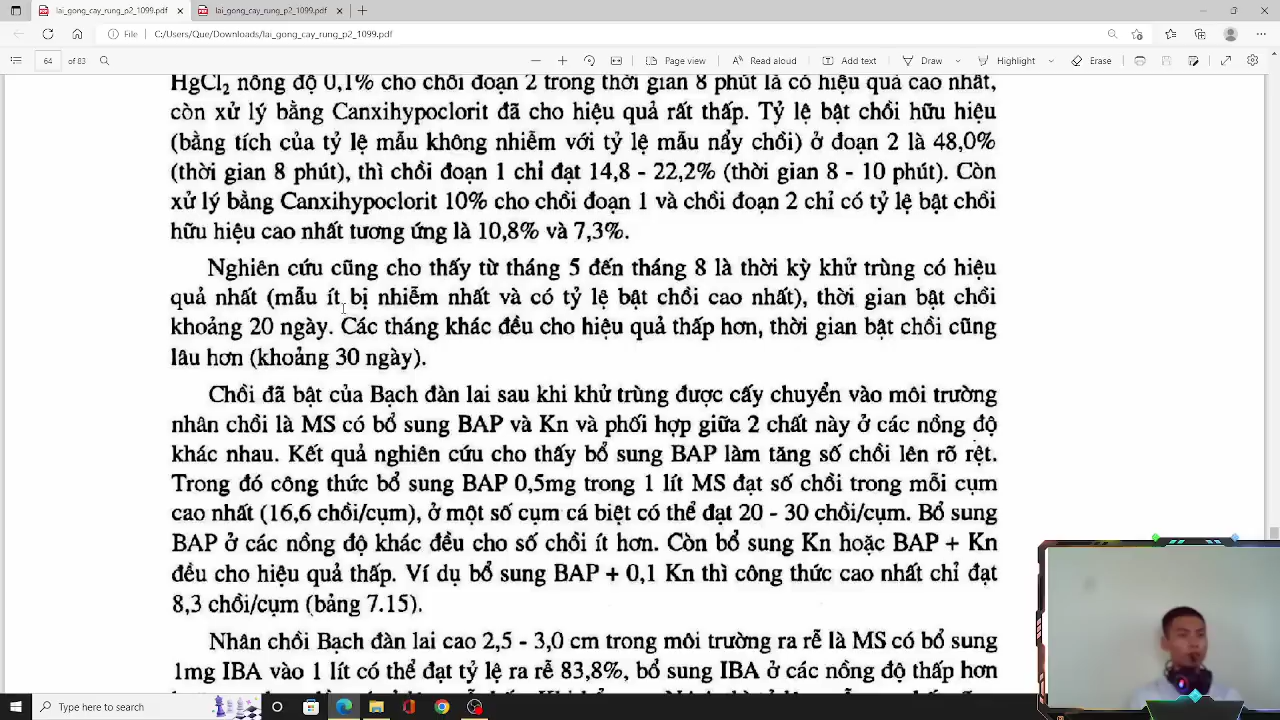 lai_gong_cay_rung_p2_1099.pdf
lai_gong_cay_rung_p2_1099.pdf
File C:/Users/Que/Downloads/lai_gong_cay_rung_p2_1099.pdf
64 of 83 Page view Read aloud Add text Draw Highlight Erase
HgCl₂ nồng độ 0,1% cho chồi đoạn 2 trong thời gian 8 phút là có hiệu quả cao nhất,
còn xử lý bằng Canxihypoclorit đã cho hiệu quả rất thấp. Tỷ lệ bật chồi hữu hiệu
(bằng tích của tỷ lệ mẫu không nhiễm với tỷ lệ mẫu nẩy chồi) ở đoạn 2 là 48,0%
(thời gian 8 phút), thì chồi đoạn 1 chỉ đạt 14,8 - 22,2% (thời gian 8 - 10 phút). Còn
xử lý bằng Canxihypoclorit 10% cho chồi đoạn 1 và chồi đoạn 2 chỉ có tỷ lệ bật chồi
hữu hiệu cao nhất tương ứng là 10,8% và 7,3%.
Nghiên cứu cũng cho thấy từ tháng 5 đến tháng 8 là thời kỳ khử trùng có hiệu
quả nhất (mẫu ít bị nhiễm nhất và có tỷ lệ bật chồi cao nhất), thời gian bật chồi
khoảng 20 ngày. Các tháng khác đều cho hiệu quả thấp hơn, thời gian bật chồi cũng
lâu hơn (khoảng 30 ngày).
Chồi đã bật của Bạch đàn lai sau khi khử trùng được cấy chuyển vào môi trường
nhân chồi là MS có bổ sung BAP và Kn và phối hợp giữa 2 chất này ở các nồng độ
khác nhau. Kết quả nghiên cứu cho thấy bổ sung BAP làm tăng số chồi lên rõ rệt.
Trong đó công thức bổ sung BAP 0,5mg trong 1 lít MS đạt số chồi trong mỗi cụm
cao nhất (16,6 chồi/cụm), ở một số cụm cá biệt có thể đạt 20 - 30 chồi/cụm. Bổ sung
BAP ở các nồng độ khác đều cho số chồi ít hơn. Còn bổ sung Kn hoặc BAP + Kn
đều cho hiệu quả thấp. Ví dụ bổ sung BAP + 0,1 Kn thì công thức cao nhất chỉ đạt
8,3 chồi/cụm (bảng 7.15).
Nhân chồi Bạch đàn lai cao 2,5 - 3,0 cm trong môi trường ra rễ là MS có bổ sung
1mg IBA vào 1 lít có thể đạt tỷ lệ ra rễ 83,8%, bổ sung IBA ở các nồng độ thấp hơn
Type here to search